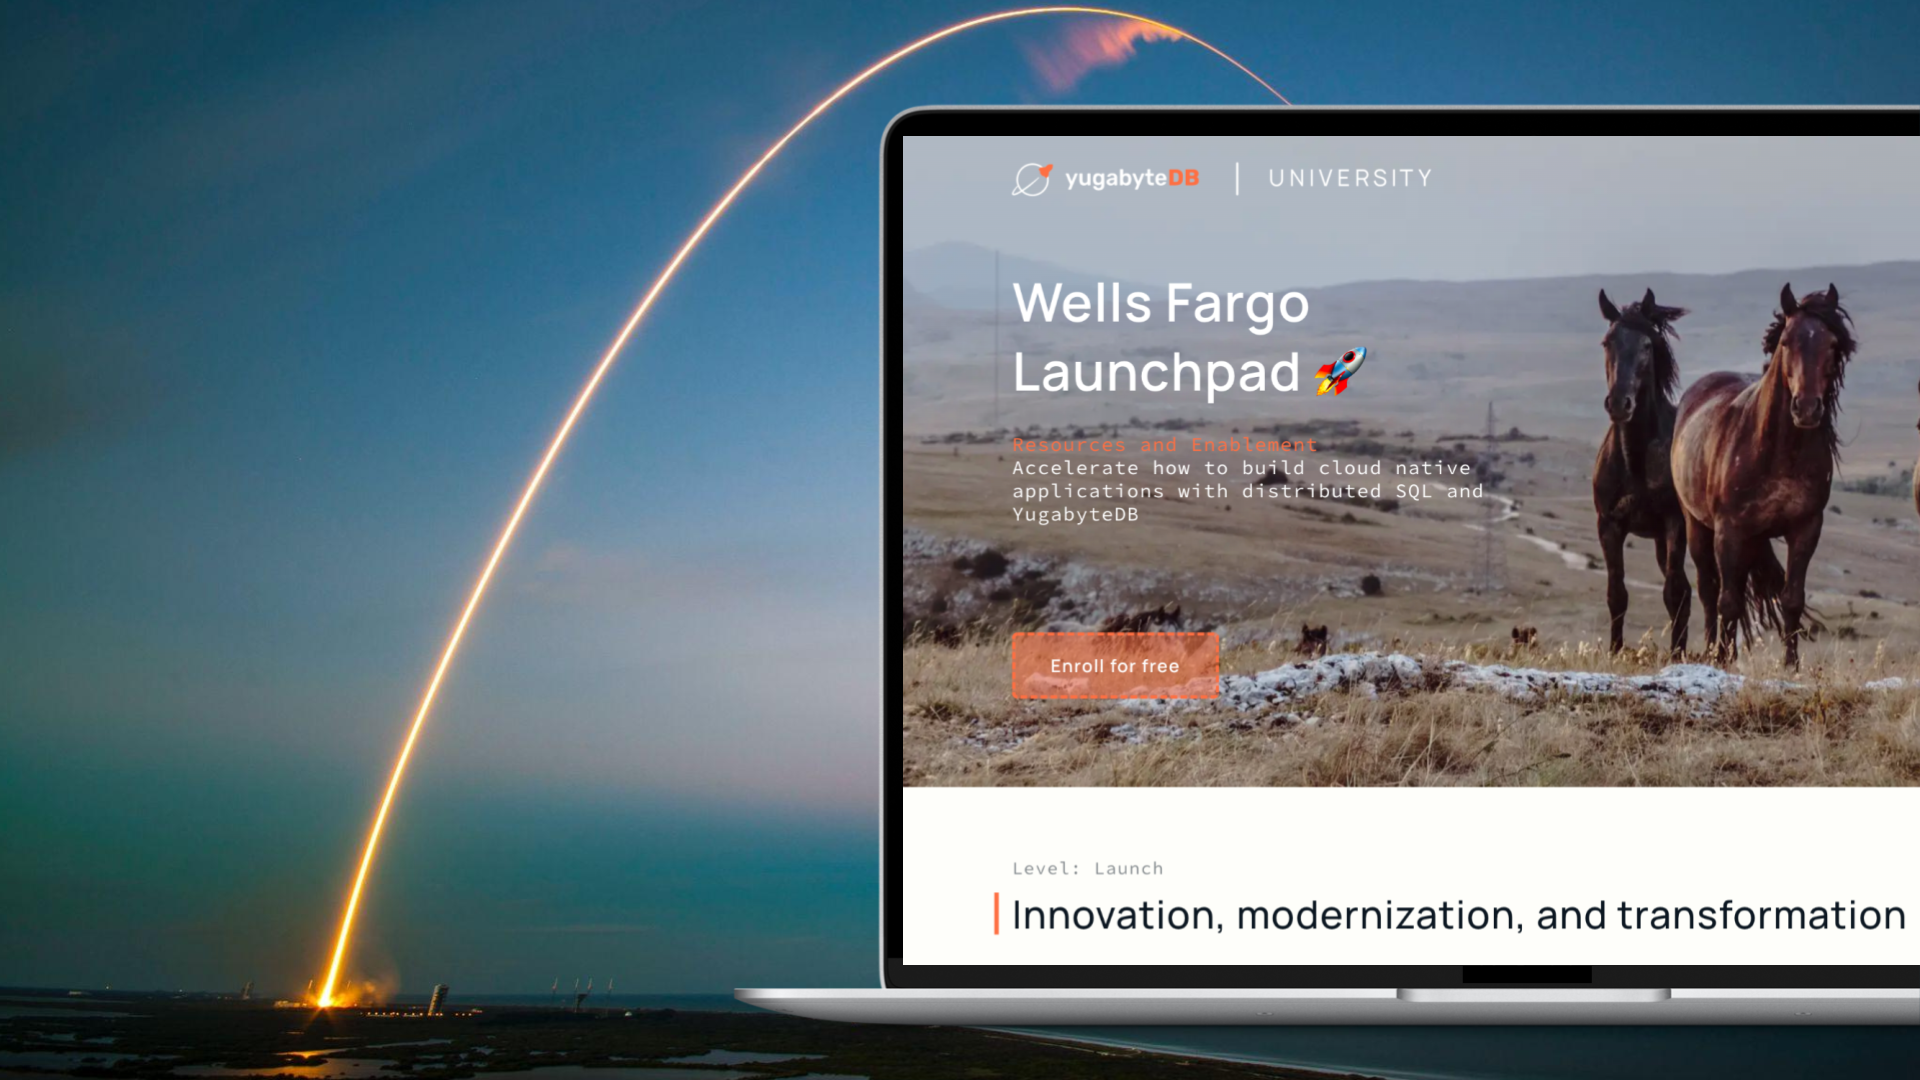 yugabyteDB | UNIVERSITY
Wells Fargo
Launchpad 🚀
Resources and Enablement
Accelerate how to build cloud native
applications with distributed SQL and
YugabyteDB
Enroll for free
Level: Launch
Innovation, modernization, and transformation